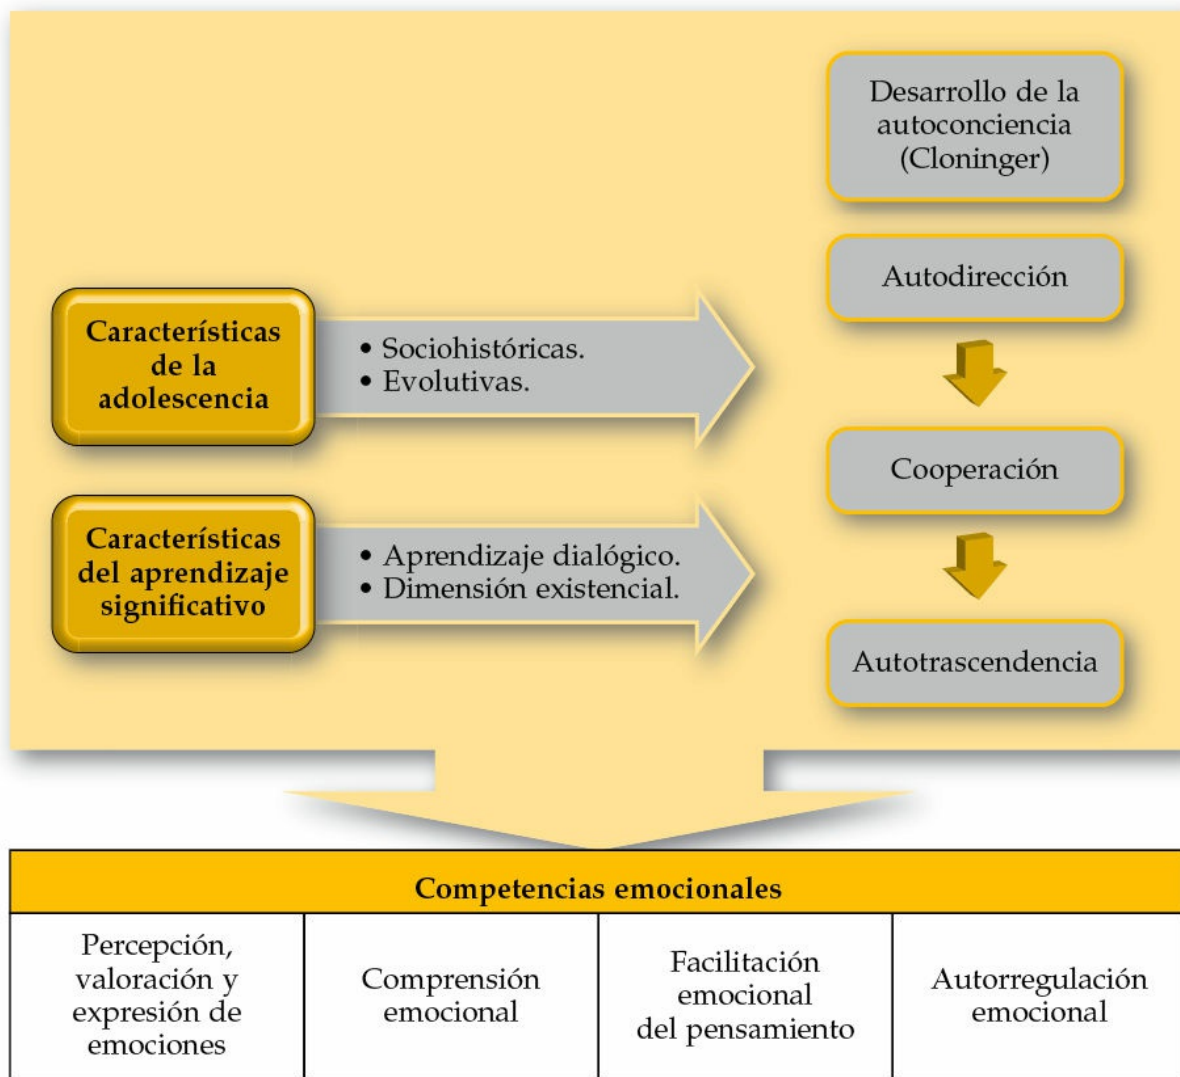 Desarrollo de la
autoconciencia
(Cloninger)
Autodirección
Características
de la
adolescencia
• Sociohistóricas.
• Evolutivas.
Cooperación
Características
del aprendizaje
significativo
• Aprendizaje dialógico.
• Dimensión existencial.
Autotrascendencia
Competencias emocionales
Percepción,
valoración y
expresión de
emociones
Comprensión
emocional
Facilitación
emocional
del pensamiento
Autorregulación
emocional